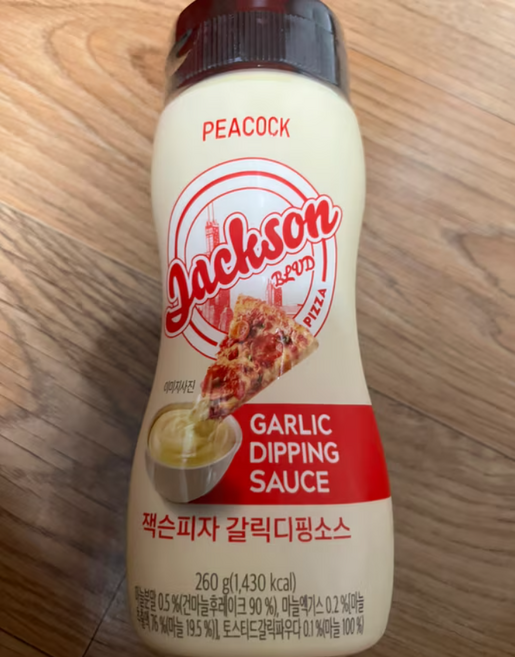 PEACOCK
Jackson
BLVD
PIZZA
이미지사진
GARLIC
DIPPING
SAUCE
잭슨피자 갈릭디핑소스
260 g(1,430 kcal)
마늘분말 0.5 %(건마늘후레이크 90 %), 마늘엑기스 0.2 %[마늘
76 %(마늘 19.5 %)], 토스티드갈릭파우다 0.1 %(마늘 100 %)